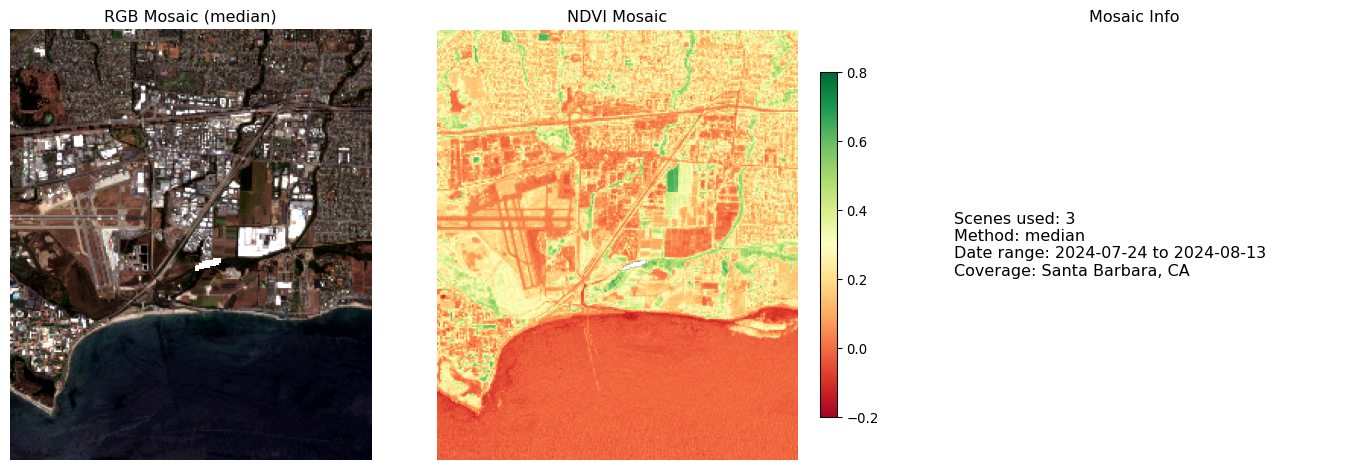 RGB Mosaic (median)
NDVI Mosaic
Mosaic Info
0.8
0.6
0.4
0.2
0.0
−0.2
Scenes used: 3
Method: median
Date range: 2024-07-24 to 2024-08-13
Coverage: Santa Barbara, CA